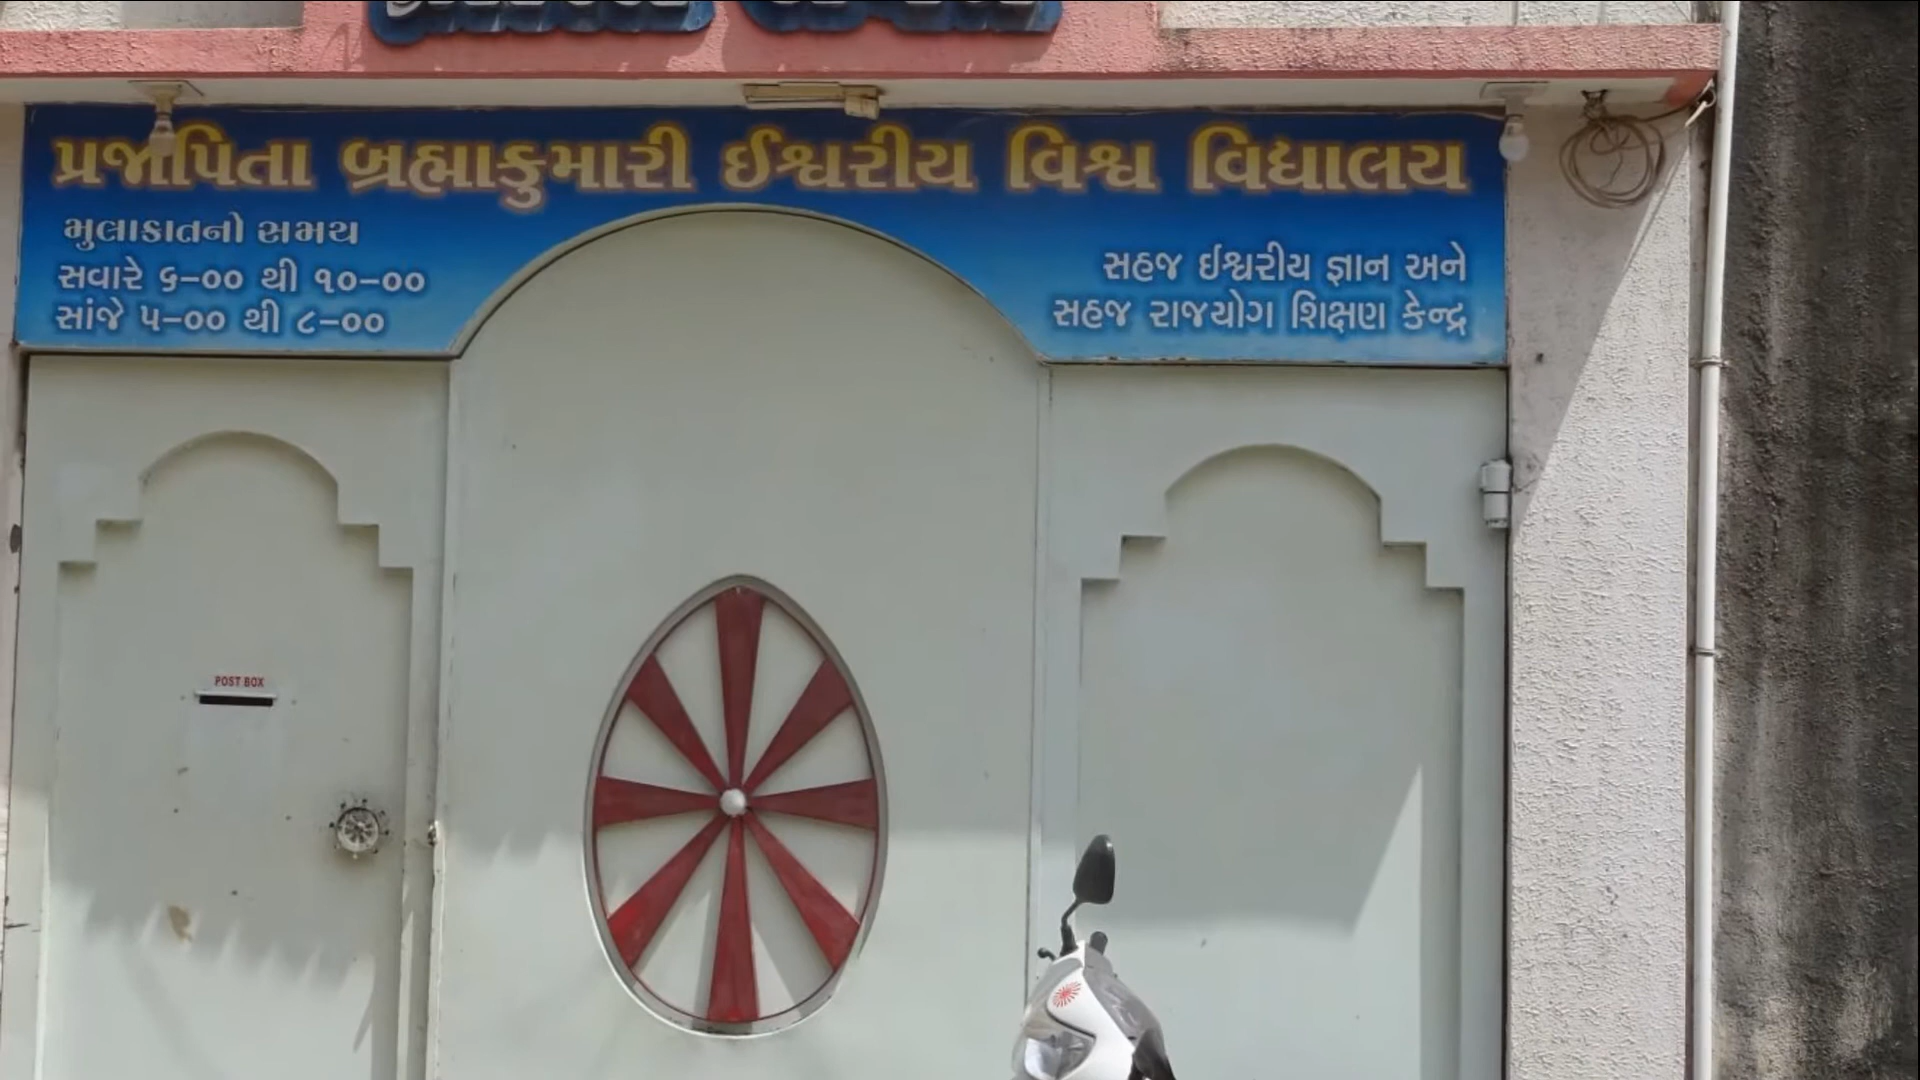 પ્રજાપિતા બ્રહ્માકુમારી ઈશ્વરીય વિશ્વ વિદ્યાલય
મુલાકાતનો સમય
સવારે ૬-૦૦ થી ૧૦-૦૦
સાંજે ૫-૦૦ થી ૮-૦૦
સહજ ઈશ્વરીય જ્ઞાન અને
સહજ રાજયોગ શિક્ષણ કેન્દ્ર
POST BOX